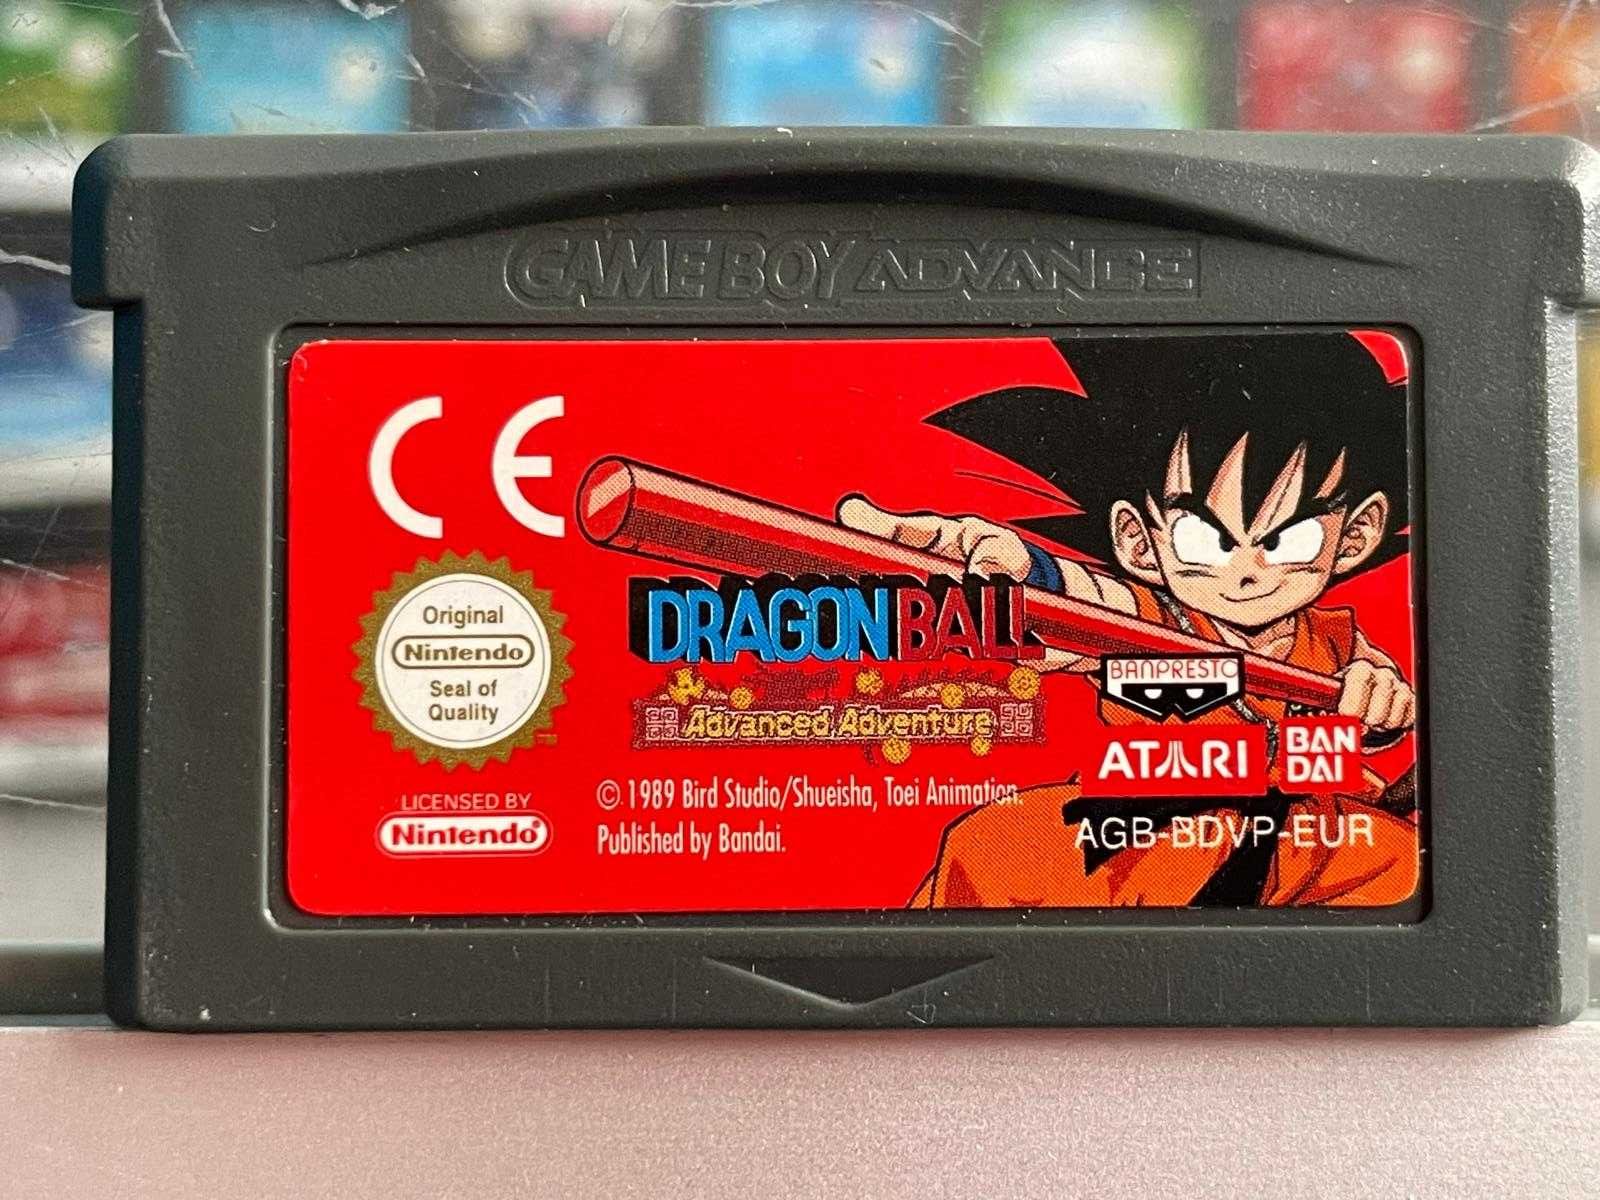 GAME BOY ADVANCE
CE
Original
Nintendo
Seal of
Quality
TM
LICENSED BY
Nintendo®
DRAGON BALL
Advanced Adventure
© 1989 Bird Studio/Shueisha, Toei Animation.
Published by Bandai.
BANPRESTO
ATARI
BAN
DAI
AGB-BDVP-EUR